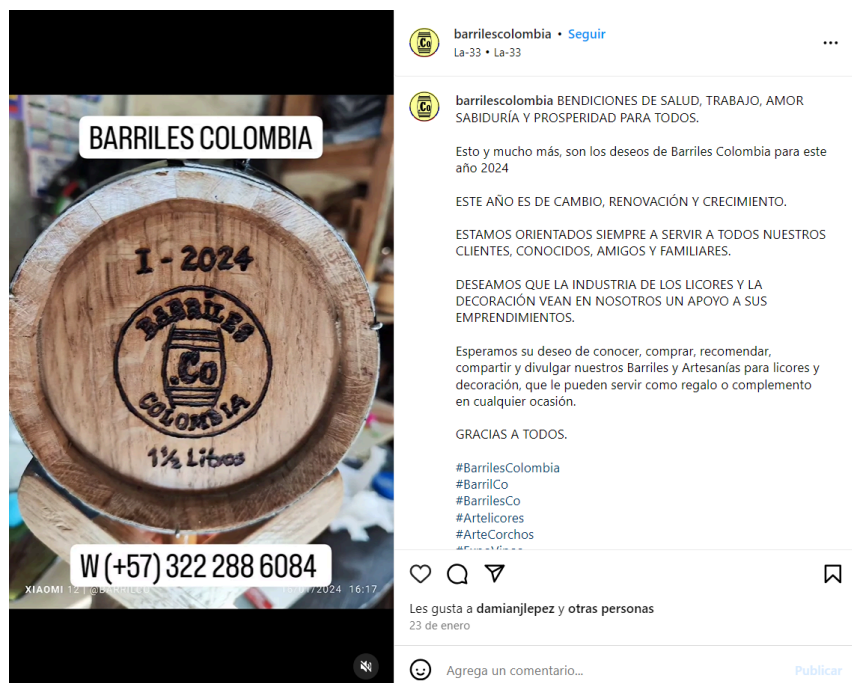 BARRILES COLOMBIA
I - 2024
BARRILES
.Co
COLOMBIA
1½ Litros
W (+57) 322 288 6084
XIAOMI 12 | @BARRILCO
/01/2024 16:17
barrilescolombia • Seguir
La-33 • La-33
barrilescolombia BENDICIONES DE SALUD, TRABAJO, AMOR
SABIDURÍA Y PROSPERIDAD PARA TODOS.
Esto y mucho más, son los deseos de Barriles Colombia para este
año 2024
ESTE AÑO ES DE CAMBIO, RENOVACIÓN Y CRECIMIENTO.
ESTAMOS ORIENTADOS SIEMPRE A SERVIR A TODOS NUESTROS
CLIENTES, CONOCIDOS, AMIGOS Y FAMILIARES.
DESEAMOS QUE LA INDUSTRIA DE LOS LICORES Y LA
DECORACIÓN VEAN EN NOSOTROS UN APOYO A SUS
EMPRENDIMIENTOS.
Esperamos su deseo de conocer, comprar, recomendar,
compartir y divulgar nuestros Barriles y Artesanías para licores y
decoración, que le pueden servir como regalo o complemento
en cualquier ocasión.
GRACIAS A TODOS.
#BarrilesColombia
#BarrilCo
#BarrilesCo
#Artelicores
#ArteCorchos
Les gusta a damianjlepez y otras personas
23 de enero
Agrega un comentario...
Publicar